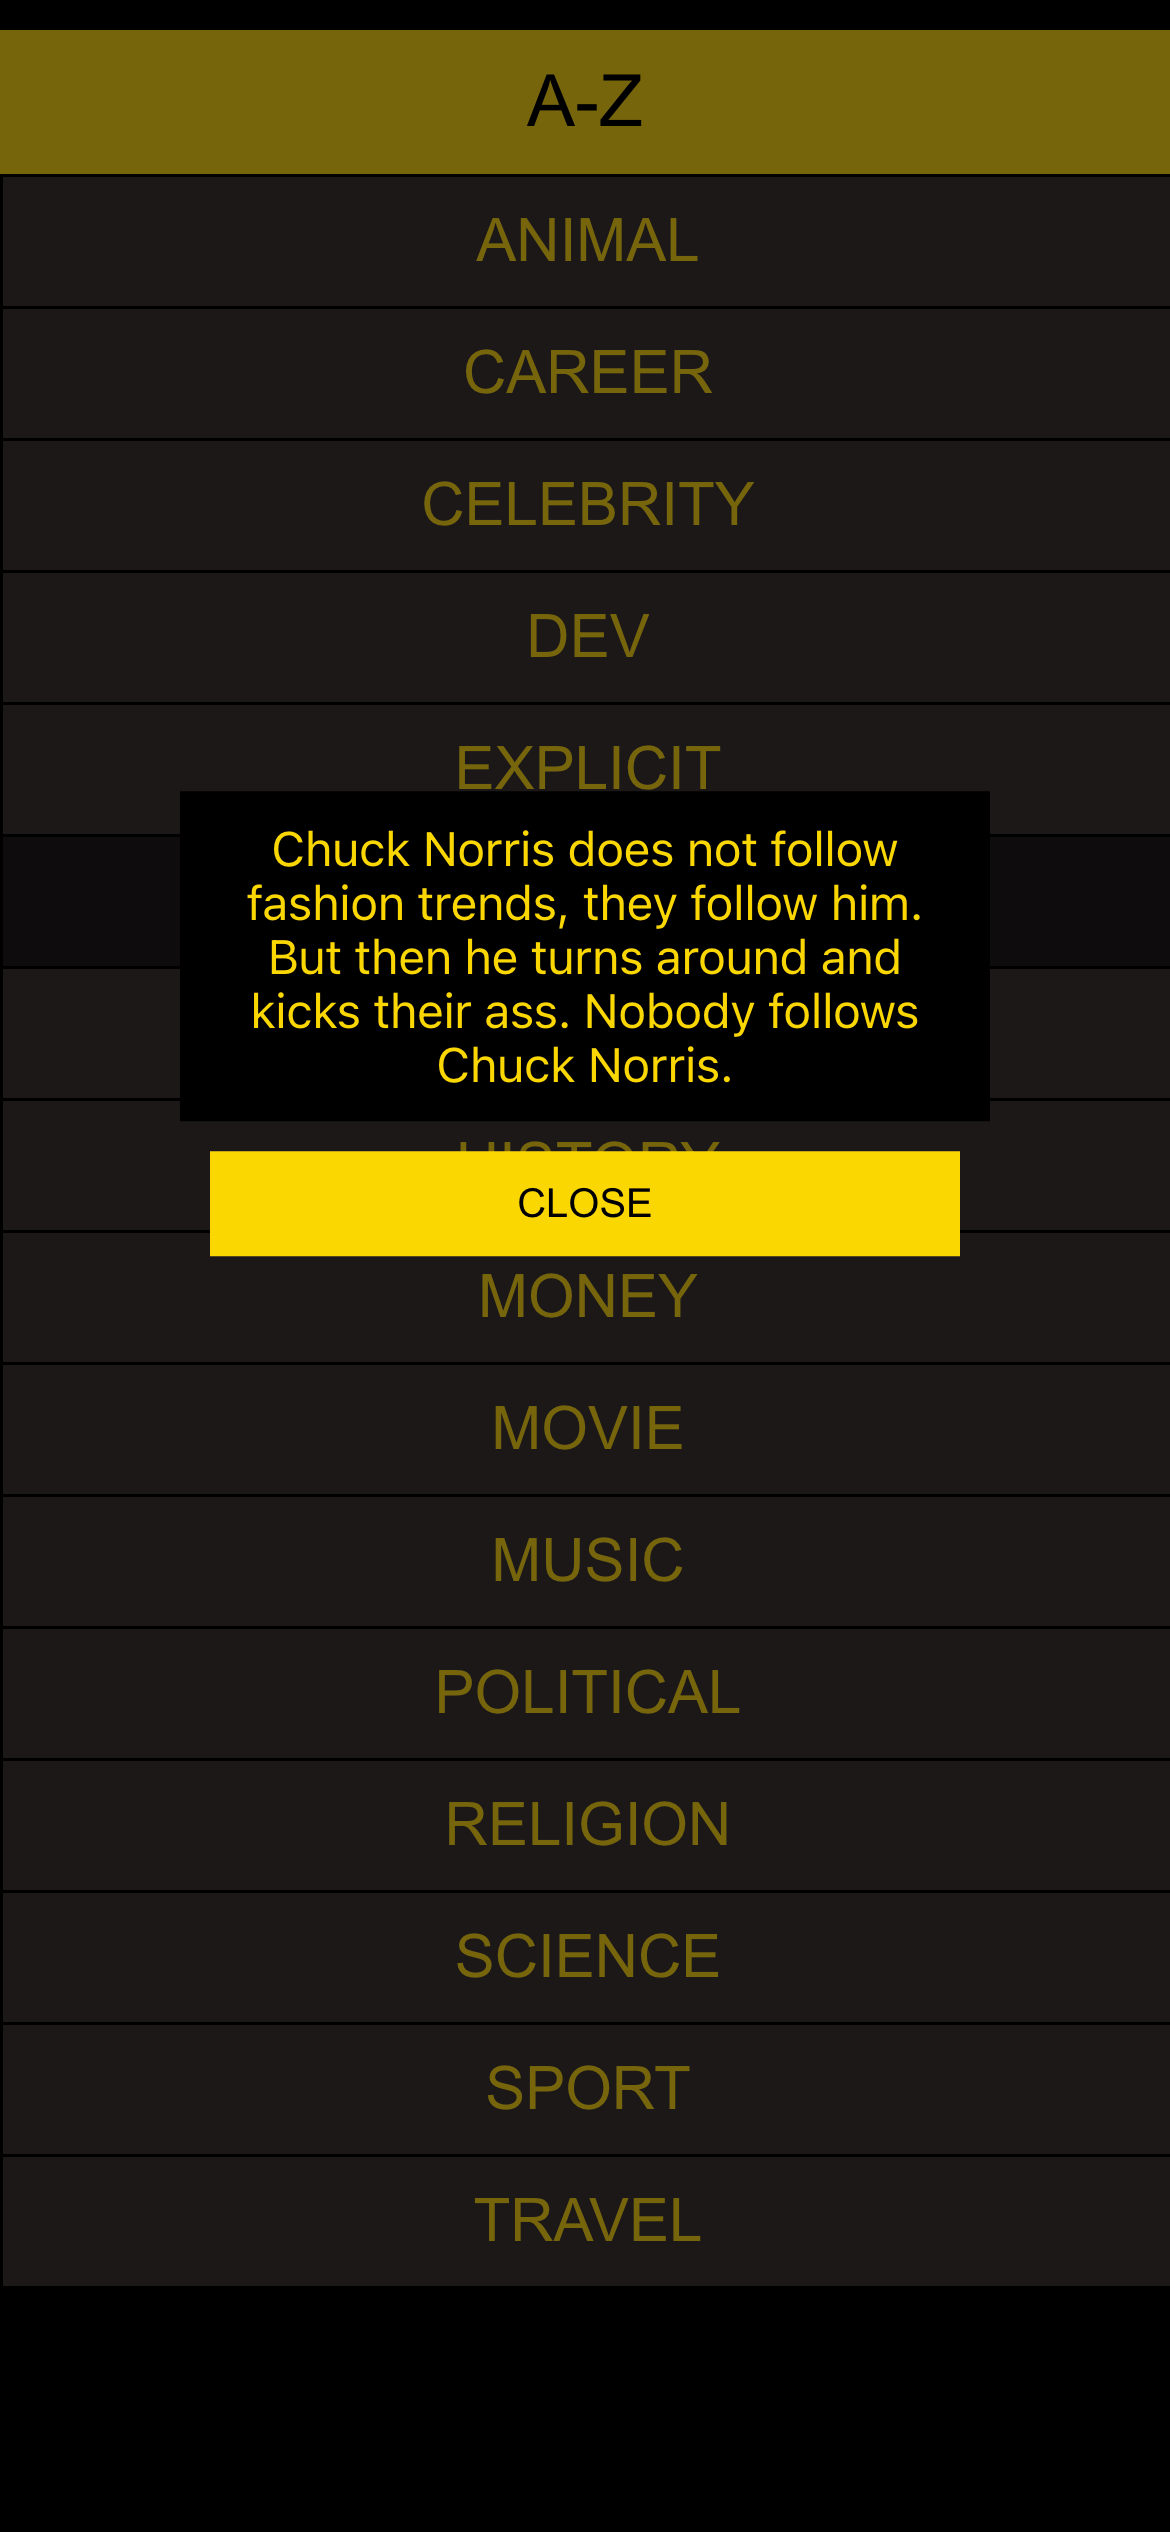 A-Z
ANIMAL
CAREER
CELEBRITY
DEV
EXPLICIT
Chuck Norris does not follow
fashion trends, they follow him.
But then he turns around and
kicks their ass. Nobody follows
Chuck Norris.
HISTORY
CLOSE
MONEY
MOVIE
MUSIC
POLITICAL
RELIGION
SCIENCE
SPORT
TRAVEL